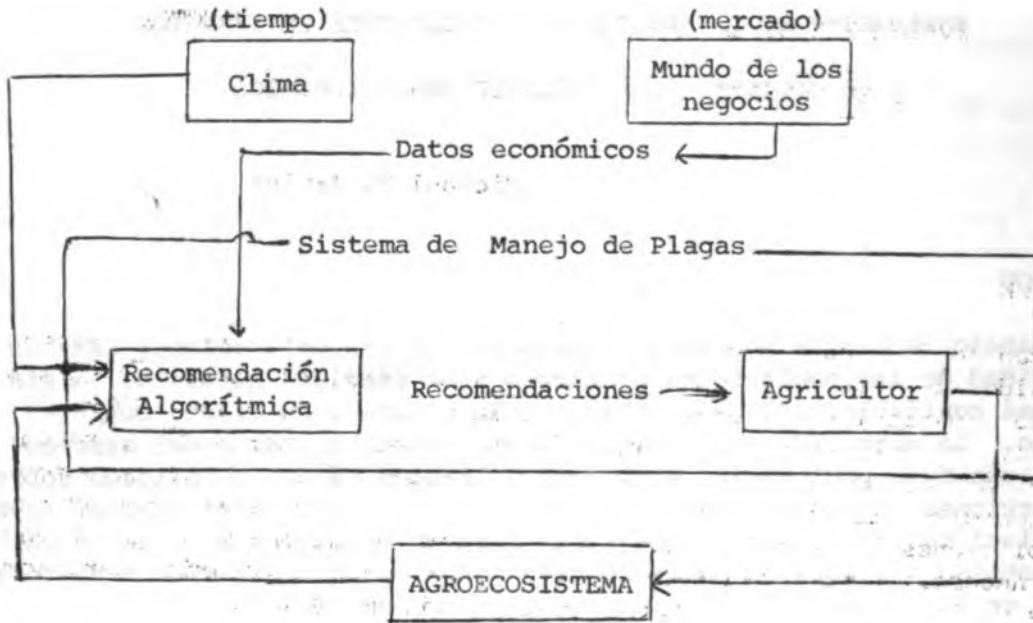 (tiempo)
(mercado)
Clima
Mundo de los
negocios
Datos económicos
Sistema de Manejo de Plagas
Recomendación
Algorítmica
Recomendaciones
Agricultor
AGROECOSISTEMA